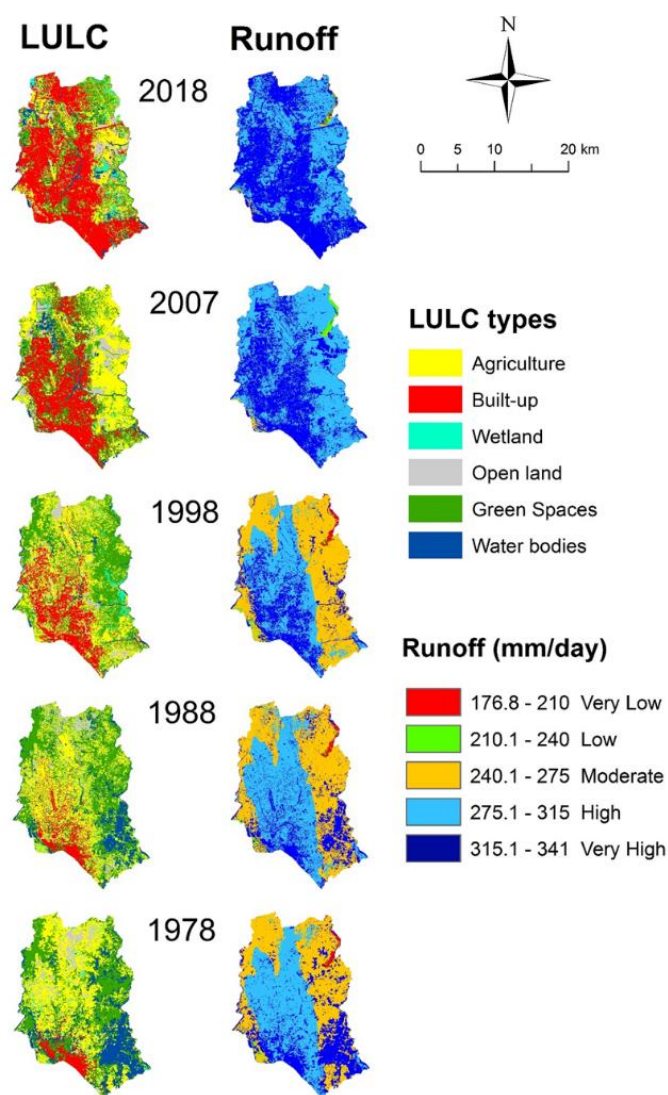 LULC Runoff
N
2018
0 5 10 20 km
2007
LULC types
Agriculture
Built-up
Wetland
Open land
Green Spaces
Water bodies
1998
Runoff (mm/day)
176.8 - 210 Very Low
210.1 - 240 Low
240.1 - 275 Moderate
275.1 - 315 High
315.1 - 341 Very High
1988
1978